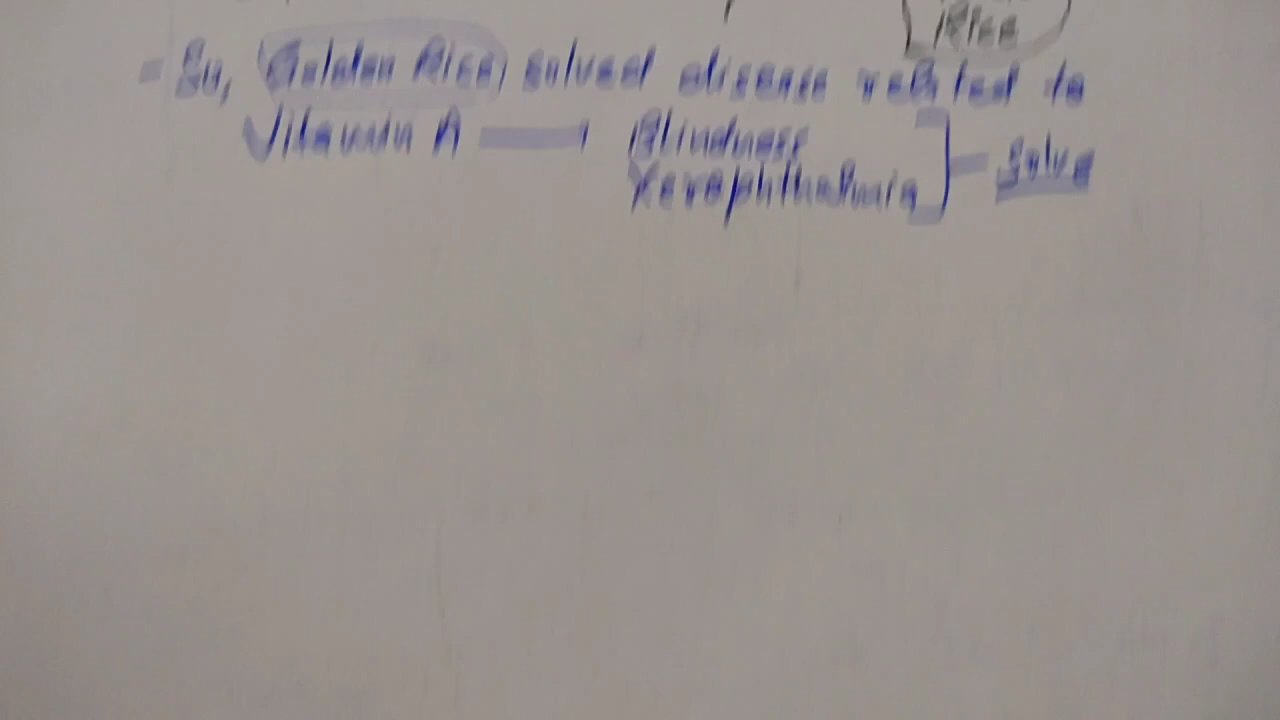 Rice
- So, Golden Rice, solved disease related to
Vitamin A — Blindness
Xerophthalmia ] - Solve